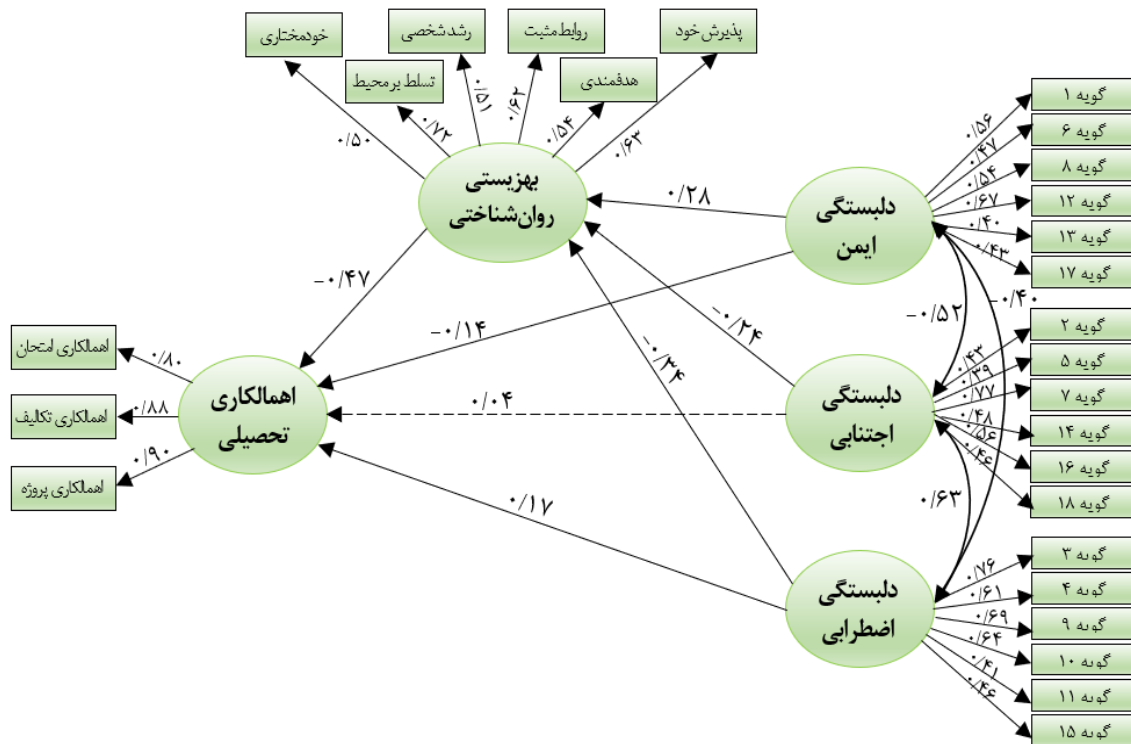 خودمختاری
رشد شخصی
روابط مثبت
پذیرش خود
تسلط بر محیط
هدفمندی
۰/۵۰
۰/۷۲
۰/۵۱
۰/۶۲
۰/۵۴
۰/۶۳
بهزیستی
روان‌شناختی
دلبستگی
ایمن
گویه ۱
گویه ۶
گویه ۸
گویه ۱۲
گویه ۱۳
گویه ۱۷
۰/۵۶
۰/۴۷
۰/۵۴
۰/۶۷
۰/۴۰
۰/۴۳
۰/۲۸
−۰/۴۷
−۰/۱۴
−۰/۲۴
−۰/۳۴
−۰/۵۲
−۰/۴۰
اهمالکاری امتحان
اهمالکاری تکالیف
اهمالکاری پروژه
۰/۸۰
۰/۸۸
۰/۹۰
اهمالکاری
تحصیلی
۰/۰۴
دلبستگی
اجتنابی
گویه ۲
گویه ۵
گویه ۷
گویه ۱۴
گویه ۱۶
گویه ۱۸
۰/۴۳
۰/۳۹
۰/۷۷
۰/۴۸
۰/۵۶
۰/۴۶
۰/۶۳
۰/۱۷
دلبستگی
اضطرابی
گویه ۳
گویه ۴
گویه ۹
گویه ۱۰
گویه ۱۱
گویه ۱۵
۰/۷۶
۰/۶۱
۰/۶۹
۰/۶۴
۰/۴۱
۰/۴۶